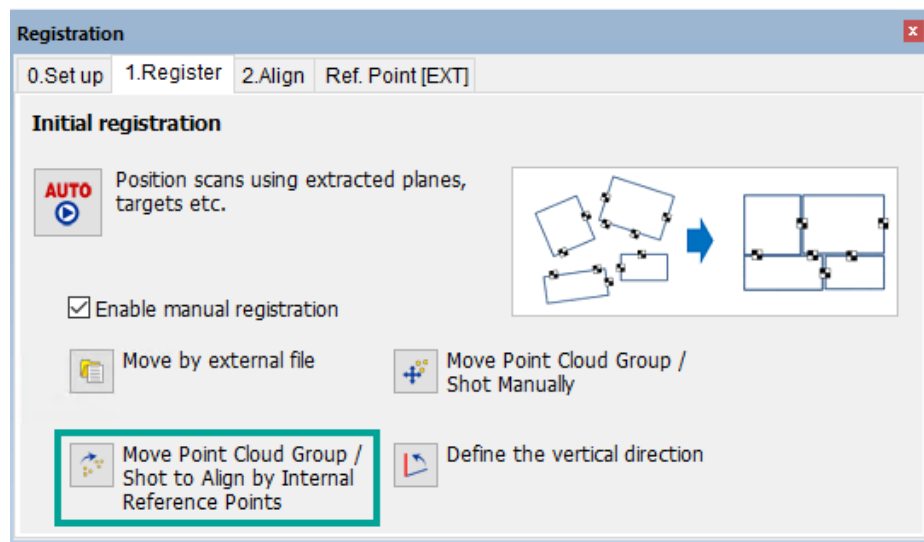 Registration
0.Set up 1.Register 2.Align Ref. Point [EXT]
Initial registration
AUTO
Position scans using extracted planes,
targets etc.
Enable manual registration
Move by external file
Move Point Cloud Group /
Shot Manually
Move Point Cloud Group /
Shot to Align by Internal
Reference Points
Define the vertical direction